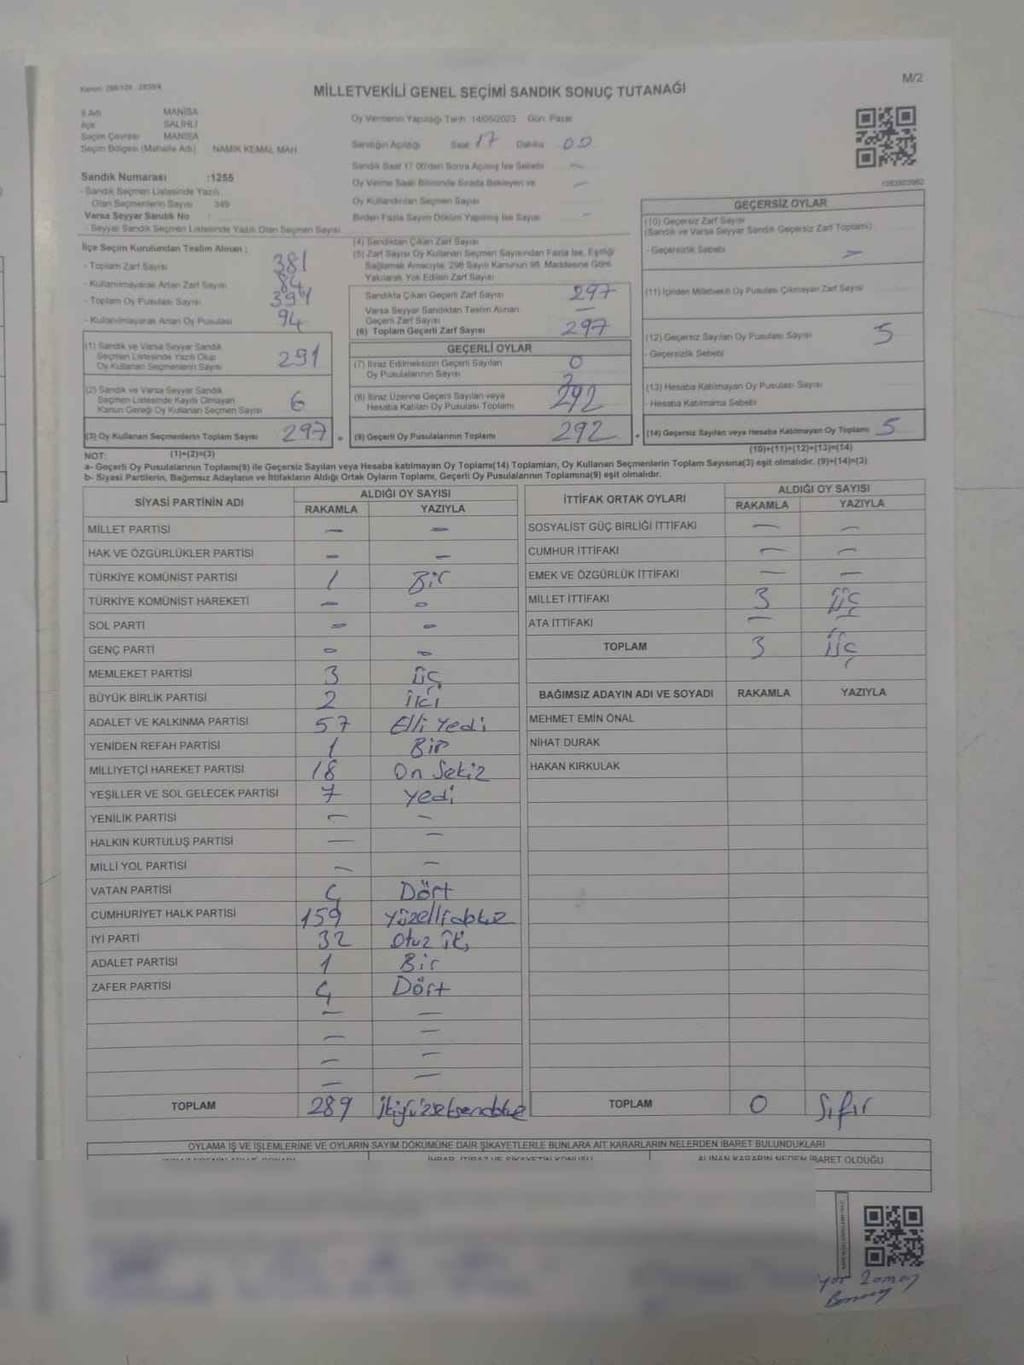 Kanun: 298/105 - 2839/4
M/2
MİLLETVEKİLİ GENEL SEÇİMİ SANDIK SONUÇ TUTANAĞI
İl Adı MANİSA
İlçe SALİHLİ
Seçim Çevresi MANİSA
Seçim Bölgesi (Mahalle Adı) NAMIK KEMAL MAH
Oy Vermenin Yapıldığı Tarih 14/05/2023 Gün: Pazar
Sandığın Açıldığı Saat 17 Dakika 00
Sandık Saat 17.00'den Sonra Açılmış İse Sebebi —
Oy Verme Saati Bitiminde Sırada Bekleyen ve —
Oy Kullandırılan Seçmen Sayısı
Birden Fazla Sayım Döküm Yapılmış İse Sayısı —
Sandık Numarası :1255
- Sandık Seçmen Listesinde Yazılı
Olan Seçmenlerin Sayısı 349
Varsa Seyyar Sandık No
- Seyyar Sandık Seçmen Listesinde Yazılı Olan Seçmen Sayısı
İlçe Seçim Kurulundan Teslim Alınan ;
- Toplam Zarf Sayısı 381
- Kullanılmayarak Artan Zarf Sayısı 84
- Toplam Oy Pusulası Sayısı 391
- Kullanılmayarak Artan Oy Pusulası 94
(1) Sandık ve Varsa Seyyar Sandık
Seçmen Listesinde Yazılı Olup
Oy Kullanan Seçmenlerin Sayısı 291
(2) Sandık ve Varsa Seyyar Sandık
Seçmen Listesinde Kayıtlı Olmayan
Kanun Gereği Oy Kullanan Seçmen Sayısı 6
(3) Oy Kullanan Seçmenlerin Toplam Sayısı 297
(4) Sandıktan Çıkan Zarf Sayısı
(5) Zarf Sayısı Oy Kullanan Seçmen Sayısından Fazla İse, Eşitliği
Sağlamak Amacıyla, 298 Sayılı Kanunun 98. Maddesine Göre
Yakılarak Yok Edilen Zarf Sayısı
Sandıkta Çıkan Geçerli Zarf Sayısı 297
Varsa Seyyar Sandıktan Teslim Alınan
Geçerli Zarf Sayısı —
(6) Toplam Geçerli Zarf Sayısı 297
GEÇERLİ OYLAR
(7) İtiraz Edilmeksizin Geçerli Sayılan
Oy Pusulalarının Sayısı 0
(8) İtiraz Üzerine Geçerli Sayılan veya
Hesaba Katılan Oy Pusulası Toplamı 292
(9) Geçerli Oy Pusulalarının Toplamı 292
GEÇERSİZ OYLAR
(10) Geçersiz Zarf Sayısı
(Sandık ve Varsa Seyyar Sandık Geçersiz Zarf Toplamı)
- Geçersizlik Sebebi
(11) İçinden Milletvekili Oy Pusulası Çıkmayan Zarf Sayısı
(12) Geçersiz Sayılan Oy Pusulası Sayısı 5
- Geçersizlik Sebebi
(13) Hesaba Katılmayan Oy Pusulası Sayısı
- Hesaba Katılmama Sebebi
(14) Geçersiz Sayılan veya Hesaba Katılmayan Oy Toplamı 5
NOT: (1)+(2)=(3) (10)+(11)+(12)+(13)=(14)
a- Geçerli Oy Pusulalarının Toplamı(9) ile Geçersiz Sayılan veya Hesaba katılmayan Oy Toplamı(14) Toplamları, Oy Kullanan Seçmenlerin Toplam Sayısına(3) eşit olmalıdır. (9)+(14)=(3)
b- Siyasi Partilerin, Bağımsız Adayların ve İttifakların Aldığı Ortak Oyların Toplamı, Geçerli Oy Pusulalarının Toplamına(9) eşit olmalıdır.
SİYASİ PARTİNİN ADI ALDIĞI OY SAYISI
RAKAMLA YAZIYLA
MİLLET PARTİSİ — —
HAK VE ÖZGÜRLÜKLER PARTİSİ — —
TÜRKİYE KOMÜNİST PARTİSİ 1 Bir
TÜRKİYE KOMÜNİST HAREKETİ — —
SOL PARTİ — —
GENÇ PARTİ — —
MEMLEKET PARTİSİ 3 üç
BÜYÜK BİRLİK PARTİSİ 2 İki
ADALET VE KALKINMA PARTİSİ 57 Elli Yedi
YENİDEN REFAH PARTİSİ 1 Bir
MİLLİYETÇİ HAREKET PARTİSİ 18 On Sekiz
YEŞİLLER VE SOL GELECEK PARTİSİ 7 Yedi
YENİLİK PARTİSİ — —
HALKIN KURTULUŞ PARTİSİ — —
MİLLİ YOL PARTİSİ — —
VATAN PARTİSİ 4 Dört
CUMHURİYET HALK PARTİSİ 159 Yüzellidokuz
İYİ PARTİ 32 Otuz iki
ADALET PARTİSİ 1 Bir
ZAFER PARTİSİ 4 Dört
— —
— —
— —
— —
TOPLAM 289 İkiyüzseksendokuz
İTTİFAK ORTAK OYLARI ALDIĞI OY SAYISI
RAKAMLA YAZIYLA
SOSYALİST GÜÇ BİRLİĞİ İTTİFAKI — —
CUMHUR İTTİFAKI — —
EMEK VE ÖZGÜRLÜK İTTİFAKI — —
MİLLET İTTİFAKI 3 üç
ATA İTTİFAKI — —
TOPLAM 3 üç
BAĞIMSIZ ADAYIN ADI VE SOYADI RAKAMLA YAZIYLA
MEHMET EMİN ÖNAL
NİHAT DURAK
HAKAN KIRKULAK
TOPLAM 0 Sıfır
OYLAMA İŞ VE İŞLEMLERİNE VE OYLARIN SAYIM DÖKÜMÜNE DAİR ŞİKAYETLERLE BUNLARA AİT KARARLARIN NELERDEN İBARET BULUNDUKLARI
İHBAR, İTİRAZ VE ŞİKAYETİN KONUSU ALINAN KARARIN NEDEN İBARET OLDUĞU